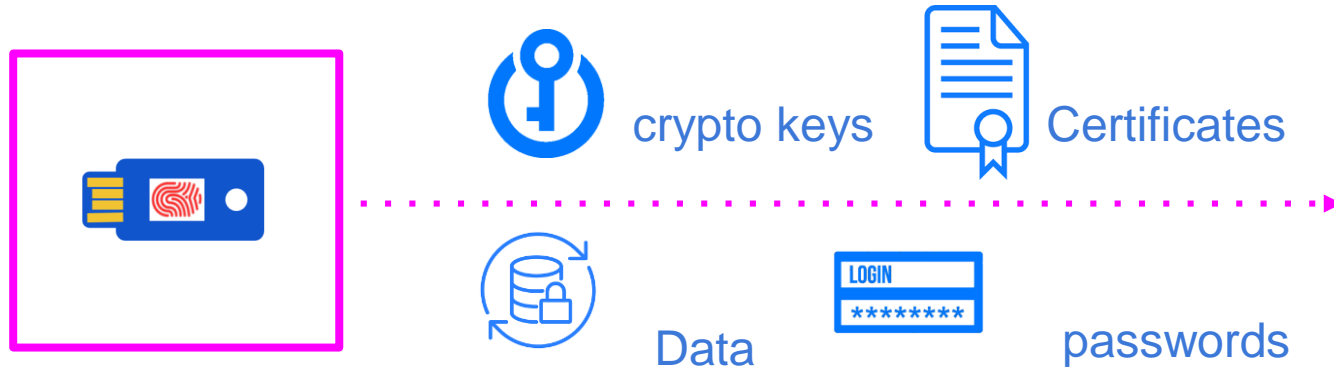 crypto keys
Certificates
Data
LOGIN
********
passwords